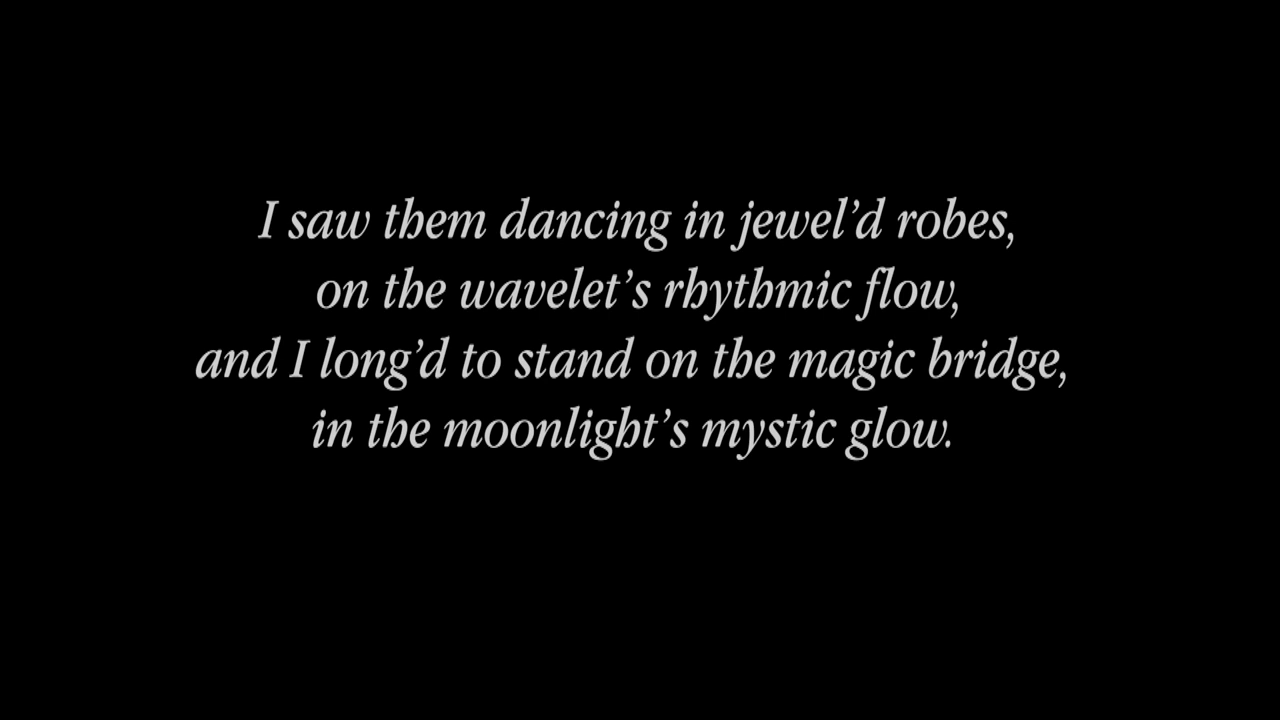 I saw them dancing in jewel’d robes,
on the wavelet’s rhythmic flow,
and I long’d to stand on the magic bridge,
in the moonlight’s mystic glow.